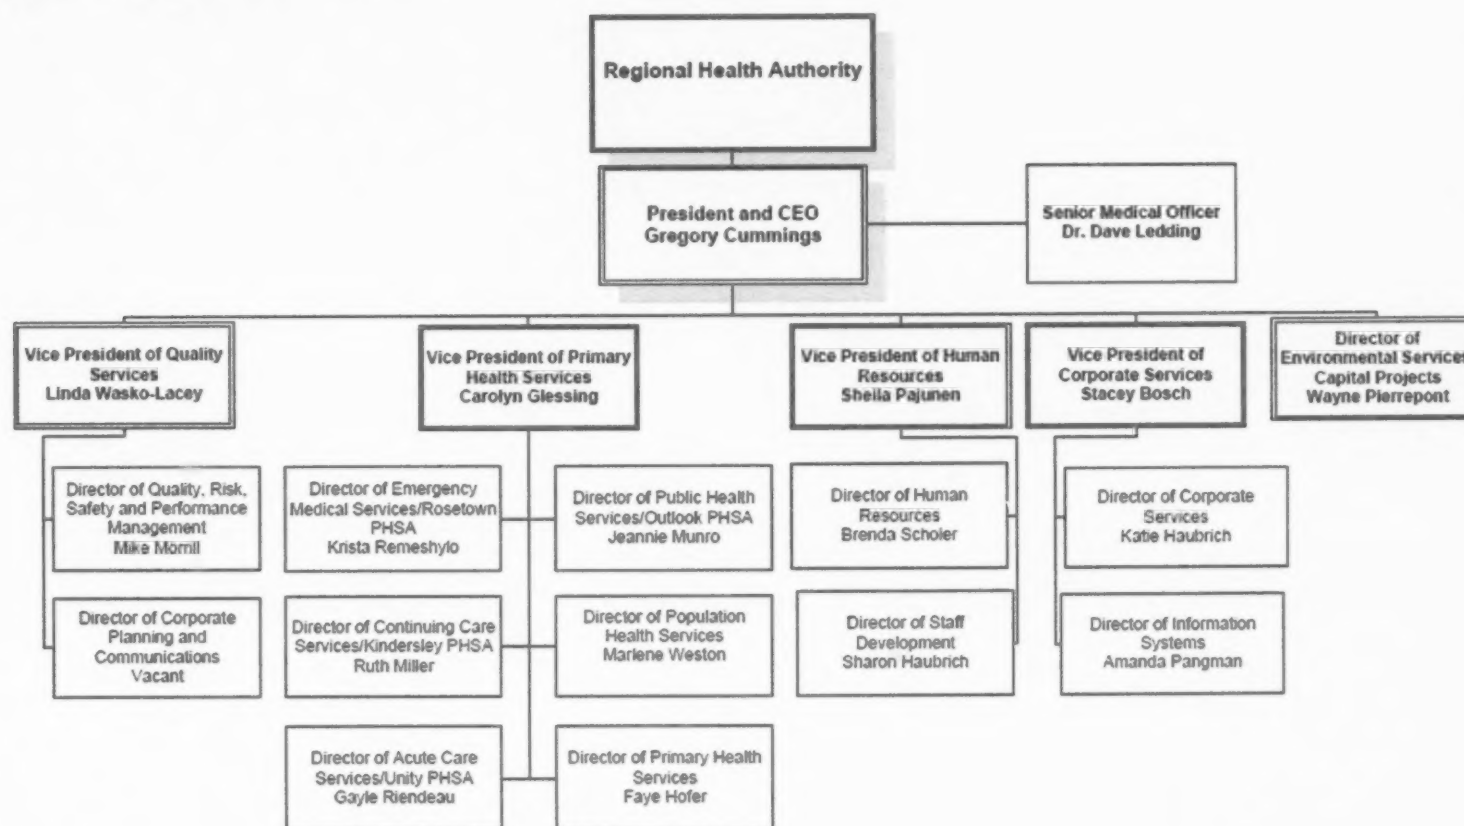 Regional Health Authority
President and CEO
Gregory Cummings
Senior Medical Officer
Dr. Dave Ledding
Vice President of Quality
Services
Linda Wasko-Lacey
Vice President of Primary
Health Services
Carolyn Glessing
Vice President of Human
Resources
Sheila Pajunen
Vice President of
Corporate Services
Stacey Bosch
Director of
Environmental Services
Capital Projects
Wayne Pierrepont
Director of Quality, Risk,
Safety and Performance
Management
Mike Morrill
Director of Emergency
Medical Services/Rosetown
PHSA
Krista Remeshylo
Director of Public Health
Services/Outlook PHSA
Jeannie Munro
Director of Human
Resources
Brenda Scholer
Director of Corporate
Services
Katie Haubrich
Director of Corporate
Planning and
Communications
Vacant
Director of Continuing Care
Services/Kindersley PHSA
Ruth Miller
Director of Population
Health Services
Marlene Weston
Director of Staff
Development
Sharon Haubrich
Director of Information
Systems
Amanda Pangman
Director of Acute Care
Services/Unity PHSA
Gayle Riendeau
Director of Primary Health
Services
Faye Hofer